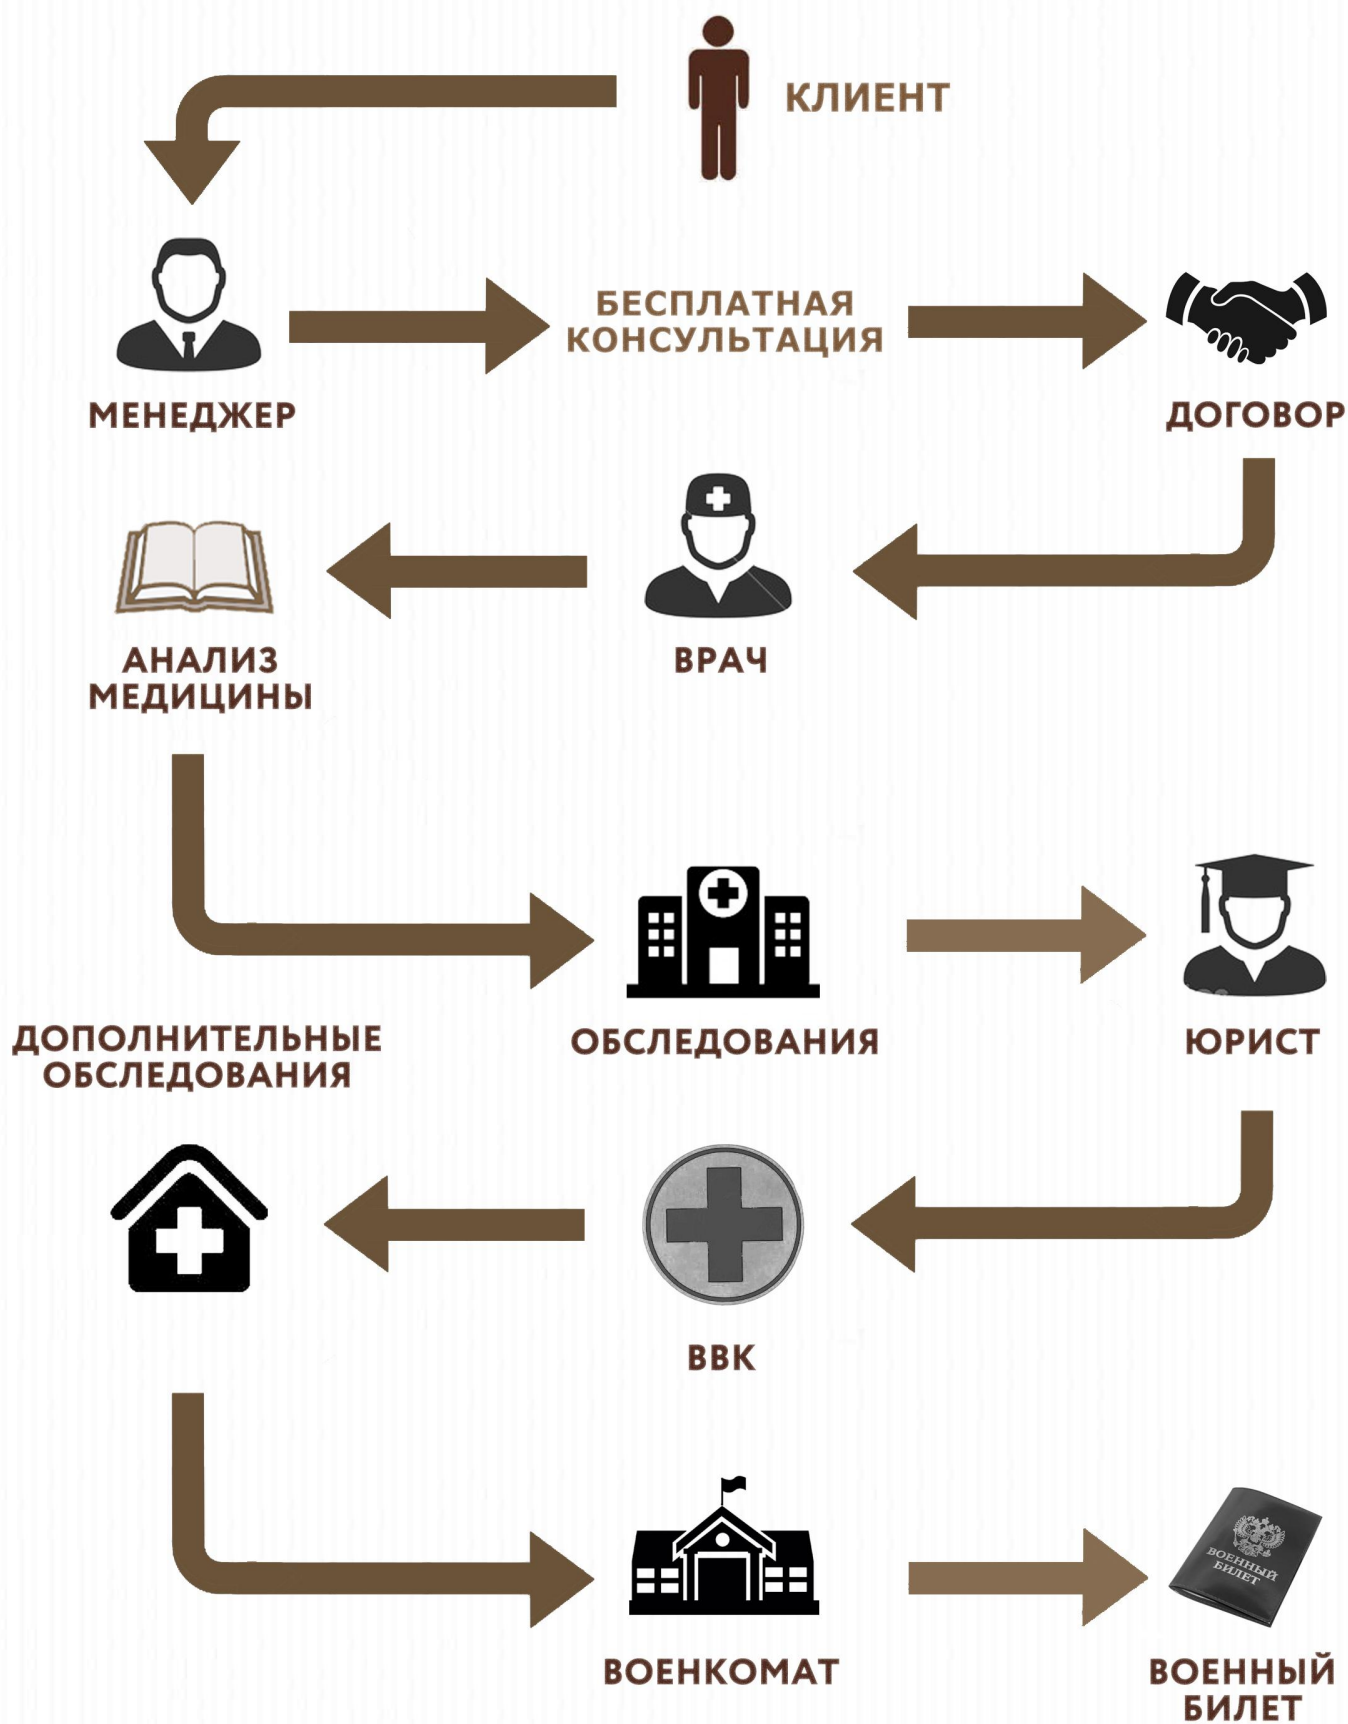 КЛИЕНТ
БЕСПЛАТНАЯ
КОНСУЛЬТАЦИЯ
МЕНЕДЖЕР
ДОГОВОР
АНАЛИЗ
МЕДИЦИНЫ
ВРАЧ
ДОПОЛНИТЕЛЬНЫЕ
ОБСЛЕДОВАНИЯ
ОБСЛЕДОВАНИЯ
ЮРИСТ
ВВК
ВОЕННЫЙ
БИЛЕТ
ВОЕНКОМАТ
ВОЕННЫЙ
БИЛЕТ